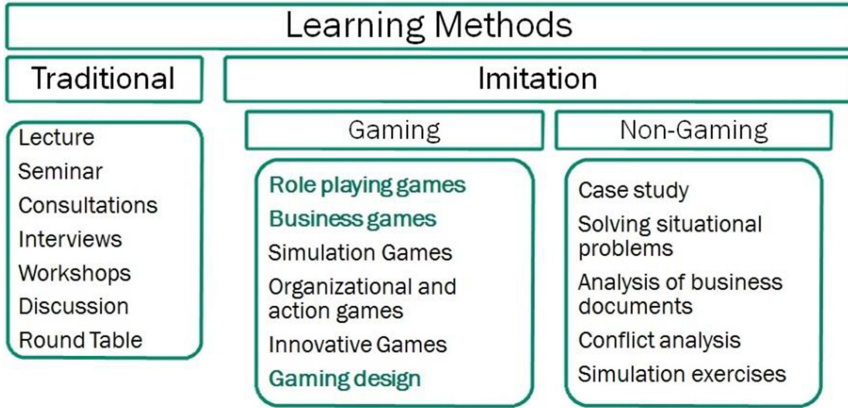 Learning Methods
Traditional
Imitation
Gaming
Non-Gaming
Lecture
Seminar
Consultations
Interviews
Workshops
Discussion
Round Table
Role playing games
Business games
Simulation Games
Organizational and
action games
Innovative Games
Gaming design
Case study
Solving situational
problems
Analysis of business
documents
Conflict analysis
Simulation exercises